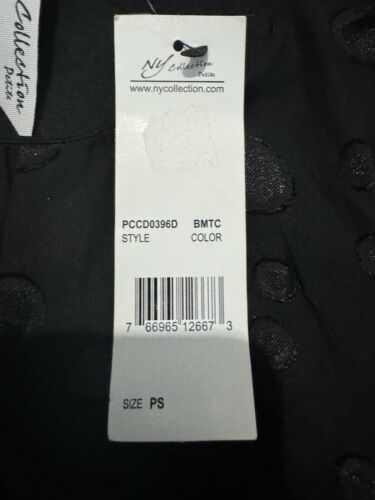 Collection
Petite
NY Collection
Petite
www.nycollection.com
PCCD0396D BMTC
STYLE COLOR
7 66965 12667 3
SIZE PS